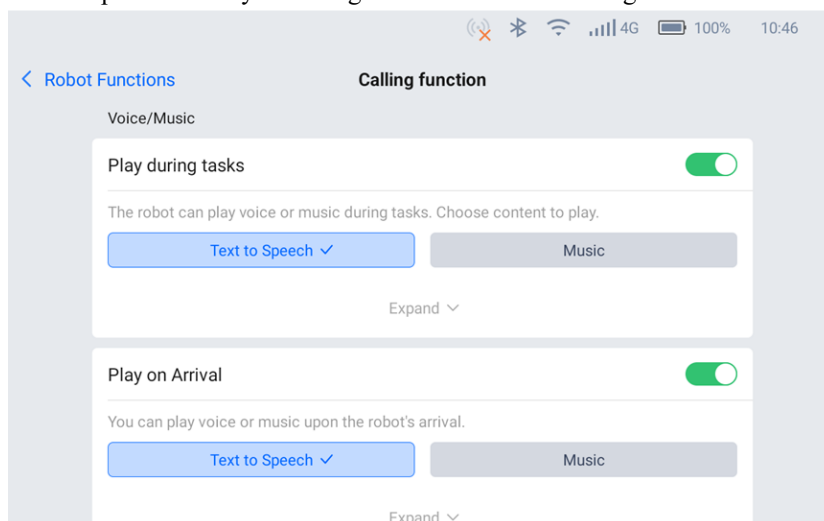 4G 100% 10:46
Robot Functions Calling function
Voice/Music
Play during tasks
The robot can play voice or music during tasks. Choose content to play.
Text to Speech Music
Expand
Play on Arrival
You can play voice or music upon the robot's arrival.
Text to Speech Music
Expand